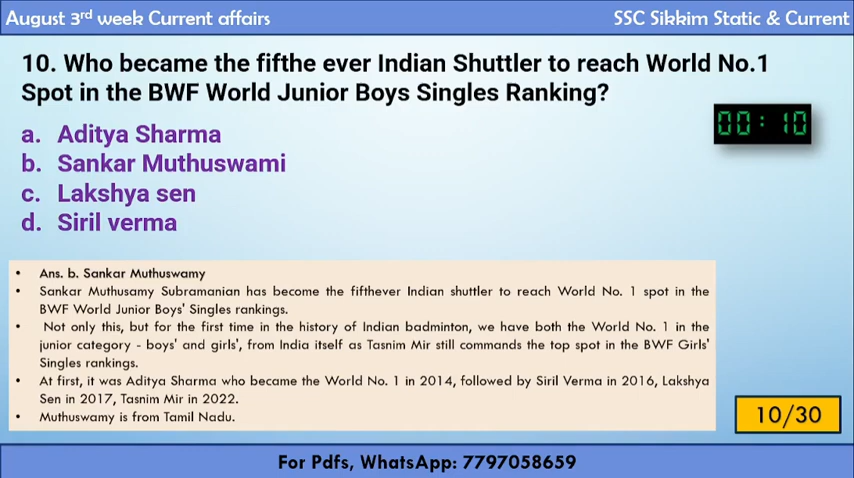 August 3rd week Current affairs
SSC Sikkim Static & Current
10. Who became the fifthe ever Indian Shuttler to reach World No.1
Spot in the BWF World Junior Boys Singles Ranking?
00:10
a. Aditya Sharma
b. Sankar Muthuswami
c. Lakshya sen
d. Siril verma
• Ans. b. Sankar Muthuswamy
• Sankar Muthusamy Subramanian has become the fifthever Indian shuttler to reach World No. 1 spot in the
BWF World Junior Boys' Singles rankings.
• Not only this, but for the first time in the history of Indian badminton, we have both the World No. 1 in the
junior category - boys' and girls', from India itself as Tasnim Mir still commands the top spot in the BWF Girls'
Singles rankings.
• At first, it was Aditya Sharma who became the World No. 1 in 2014, followed by Siril Verma in 2016, Lakshya
Sen in 2017, Tasnim Mir in 2022.
• Muthuswamy is from Tamil Nadu.
10/30
For Pdfs, WhatsApp: 7797058659